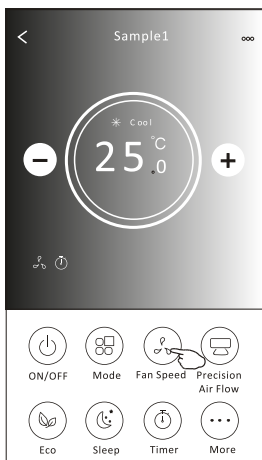 Sample1
Cool
25.0 °C
ON/OFF
Mode
Fan Speed
Precision
Air Flow
Eco
Sleep
Timer
More